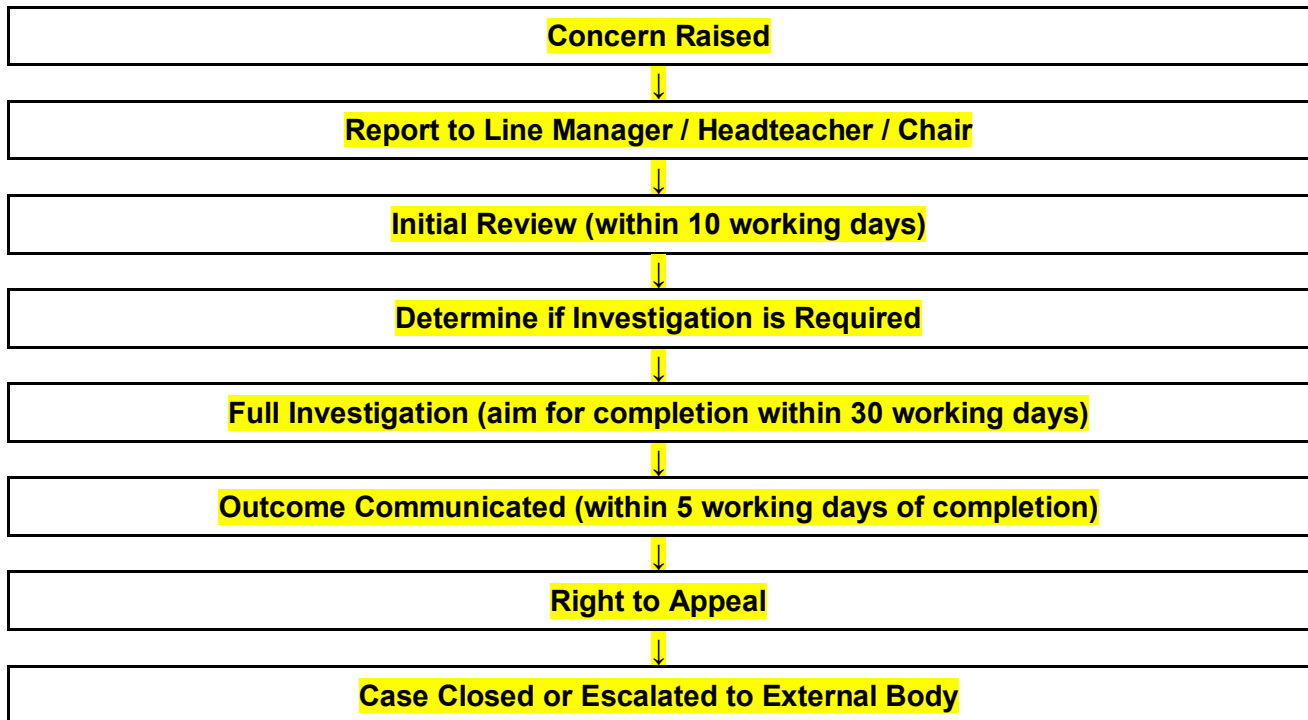 Concern Raised
↓
Report to Line Manager / Headteacher / Chair
↓
Initial Review (within 10 working days)
↓
Determine if Investigation is Required
↓
Full Investigation (aim for completion within 30 working days)
↓
Outcome Communicated (within 5 working days of completion)
↓
Right to Appeal
↓
Case Closed or Escalated to External Body